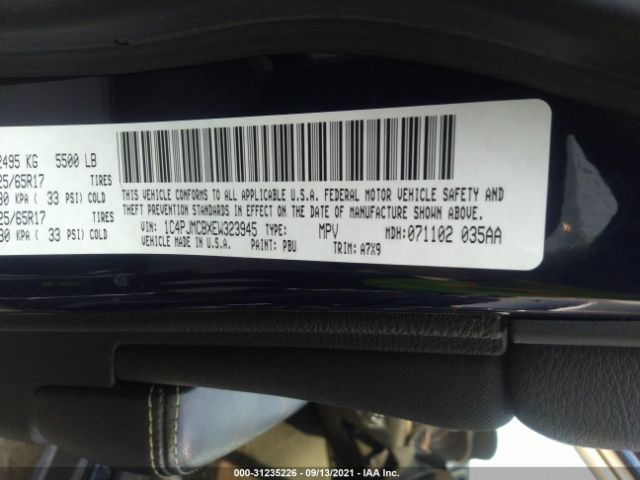 2495 KG 5500 LB
25/65R17 TIRES
30 KPA ( 33 PSI) COLD
25/65R17 TIRES
30 KPA ( 33 PSI) COLD
THIS VEHICLE CONFORMS TO ALL APPLICABLE U.S.A. FEDERAL MOTOR VEHICLE SAFETY AND
THEFT PREVENTION STANDARDS IN EFFECT ON THE DATE OF MANUFACTURE SHOWN ABOVE.
VIN: 1C4PJMCBXEW323945 TYPE: MPV MDH: 071102 035AA
VEHICLE MADE IN U.S.A. PAINT: PBU TRIM: A7X9
000-31235226 - 09/13/2021 - IAA Inc.